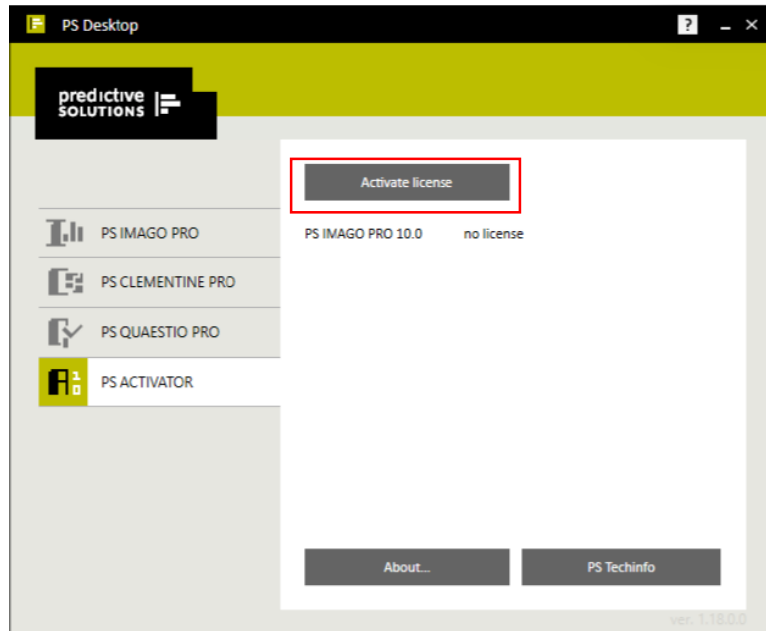 PS Desktop
?
predictive
SOLUTIONS
Activate license
PS IMAGO PRO
PS IMAGO PRO 10.0 no license
PS CLEMENTINE PRO
PS QUAESTIO PRO
PS ACTIVATOR
About...
PS Techinfo
ver. 1.18.0.0